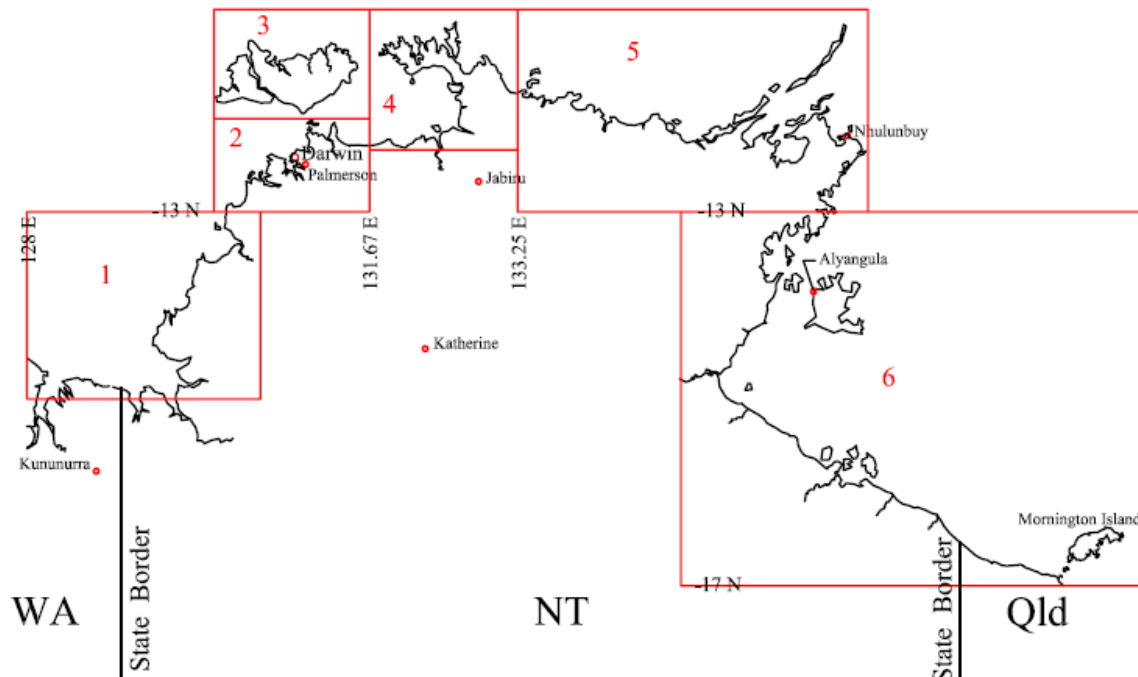 3
5
4
2
Nhulunbuy
Darwin
Palmerson
Jabiru
-13 N
-13 N
128 E
131.67 E
133.25 E
1
Alyangula
Katherine
6
Kununurra
Mornington Island
State Border
State Border
-17 N
WA
NT
Qld